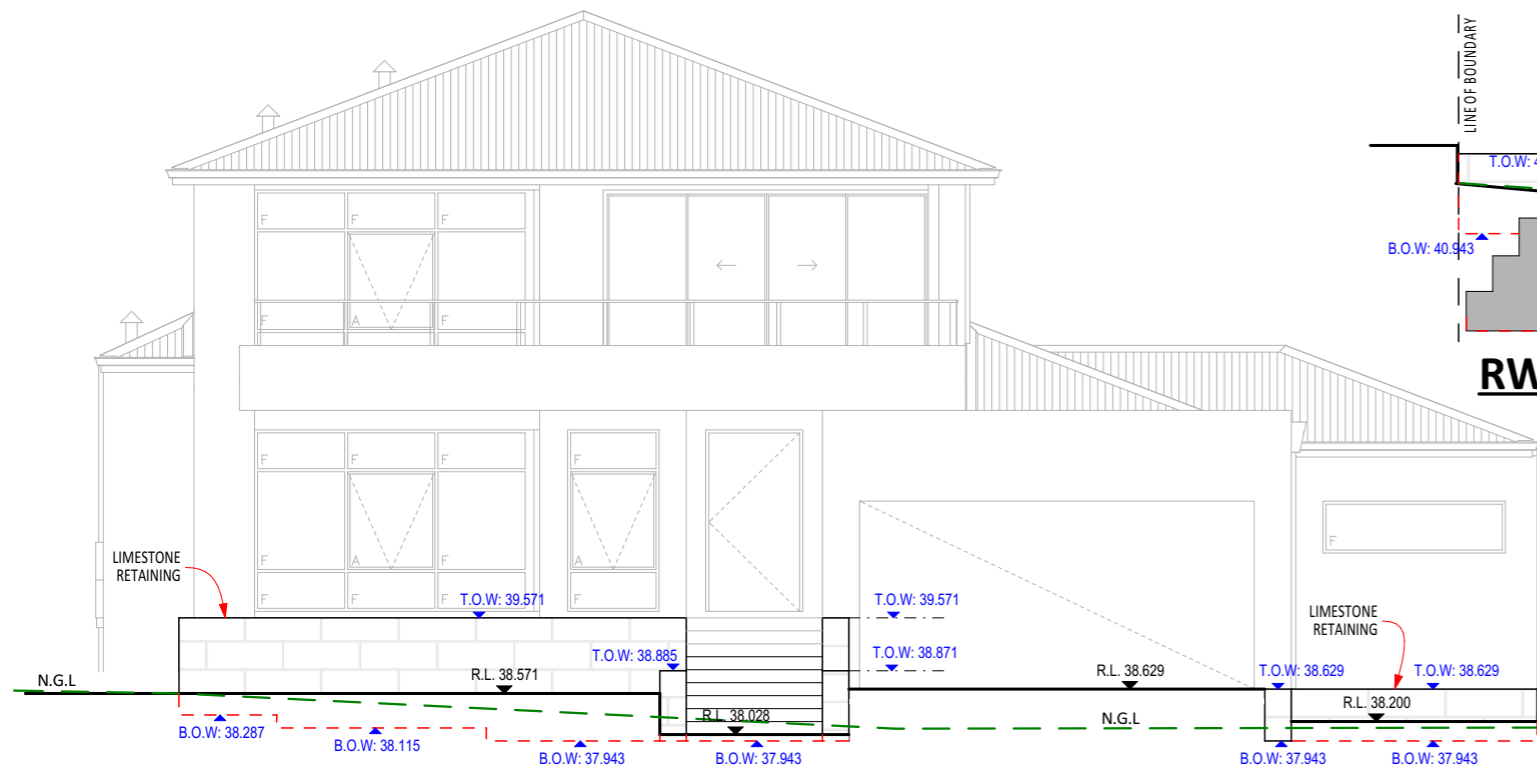 LINE OF BOUNDARY
T.O.W: 4
B.O.W: 40.943
RW
F F F
F A F
F F F
F A F
F F F
F
A
F
F
LIMESTONE
RETAINING
T.O.W: 39.571
T.O.W: 39.571
T.O.W: 38.885
T.O.W: 38.871
LIMESTONE
RETAINING
N.G.L
R.L. 38.571
R.L. 38.629
T.O.W: 38.629
T.O.W: 38.629
R.L. 38.200
R.L. 38.028
N.G.L
B.O.W: 38.287
B.O.W: 38.115
B.O.W: 37.943
B.O.W: 37.943
B.O.W: 37.943
B.O.W: 37.943